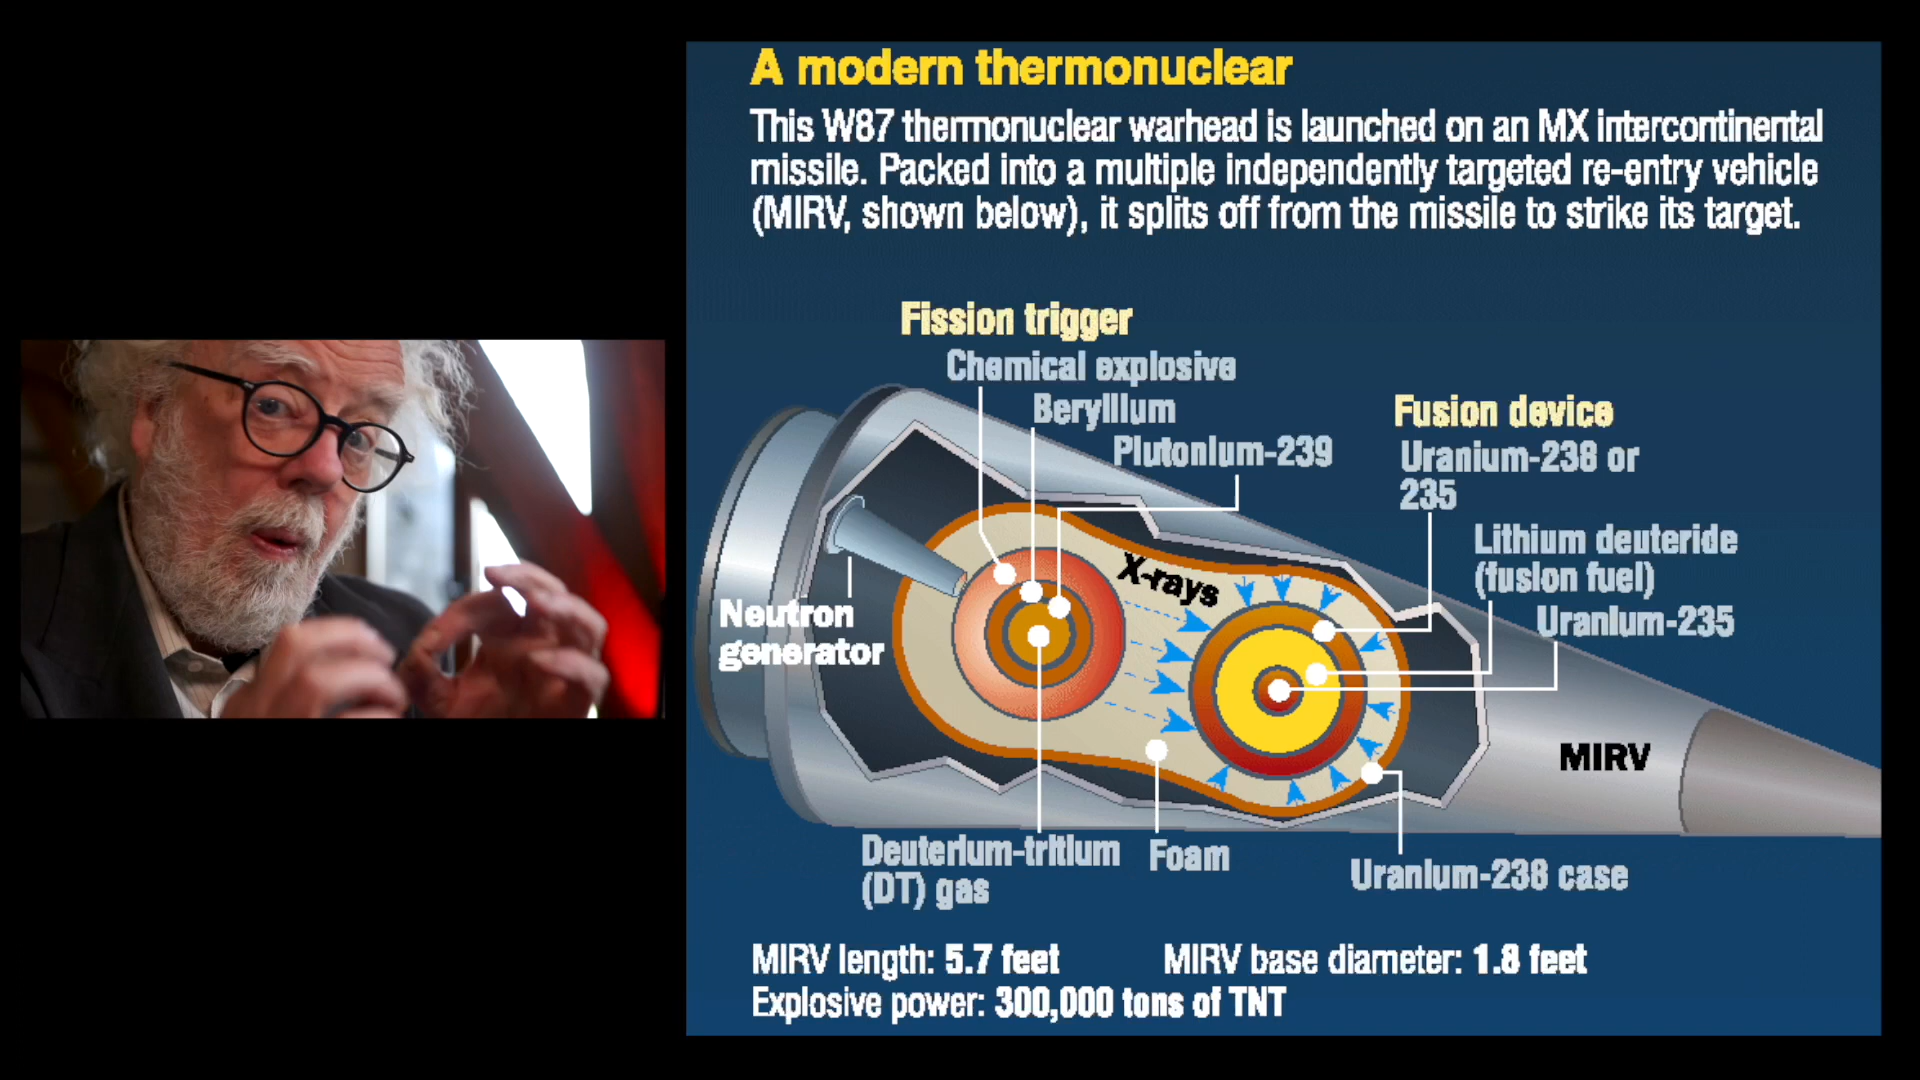 A modern thermonuclear
This W87 thermonuclear warhead is launched on an MX intercontinental
missile. Packed into a multiple independently targeted re-entry vehicle
(MIRV, shown below), it splits off from the missile to strike its target.
Fission trigger
Chemical explosive
Beryllium
Plutonium-239
Fusion device
Uranium-238 or
235
Lithium deuteride
(fusion fuel)
Uranium-235
X-rays
Neutron
generator
MIRV
Deuterium-tritium
(DT) gas
Foam
Uranium-238 case
MIRV length: 5.7 feet
MIRV base diameter: 1.8 feet
Explosive power: 300,000 tons of TNT